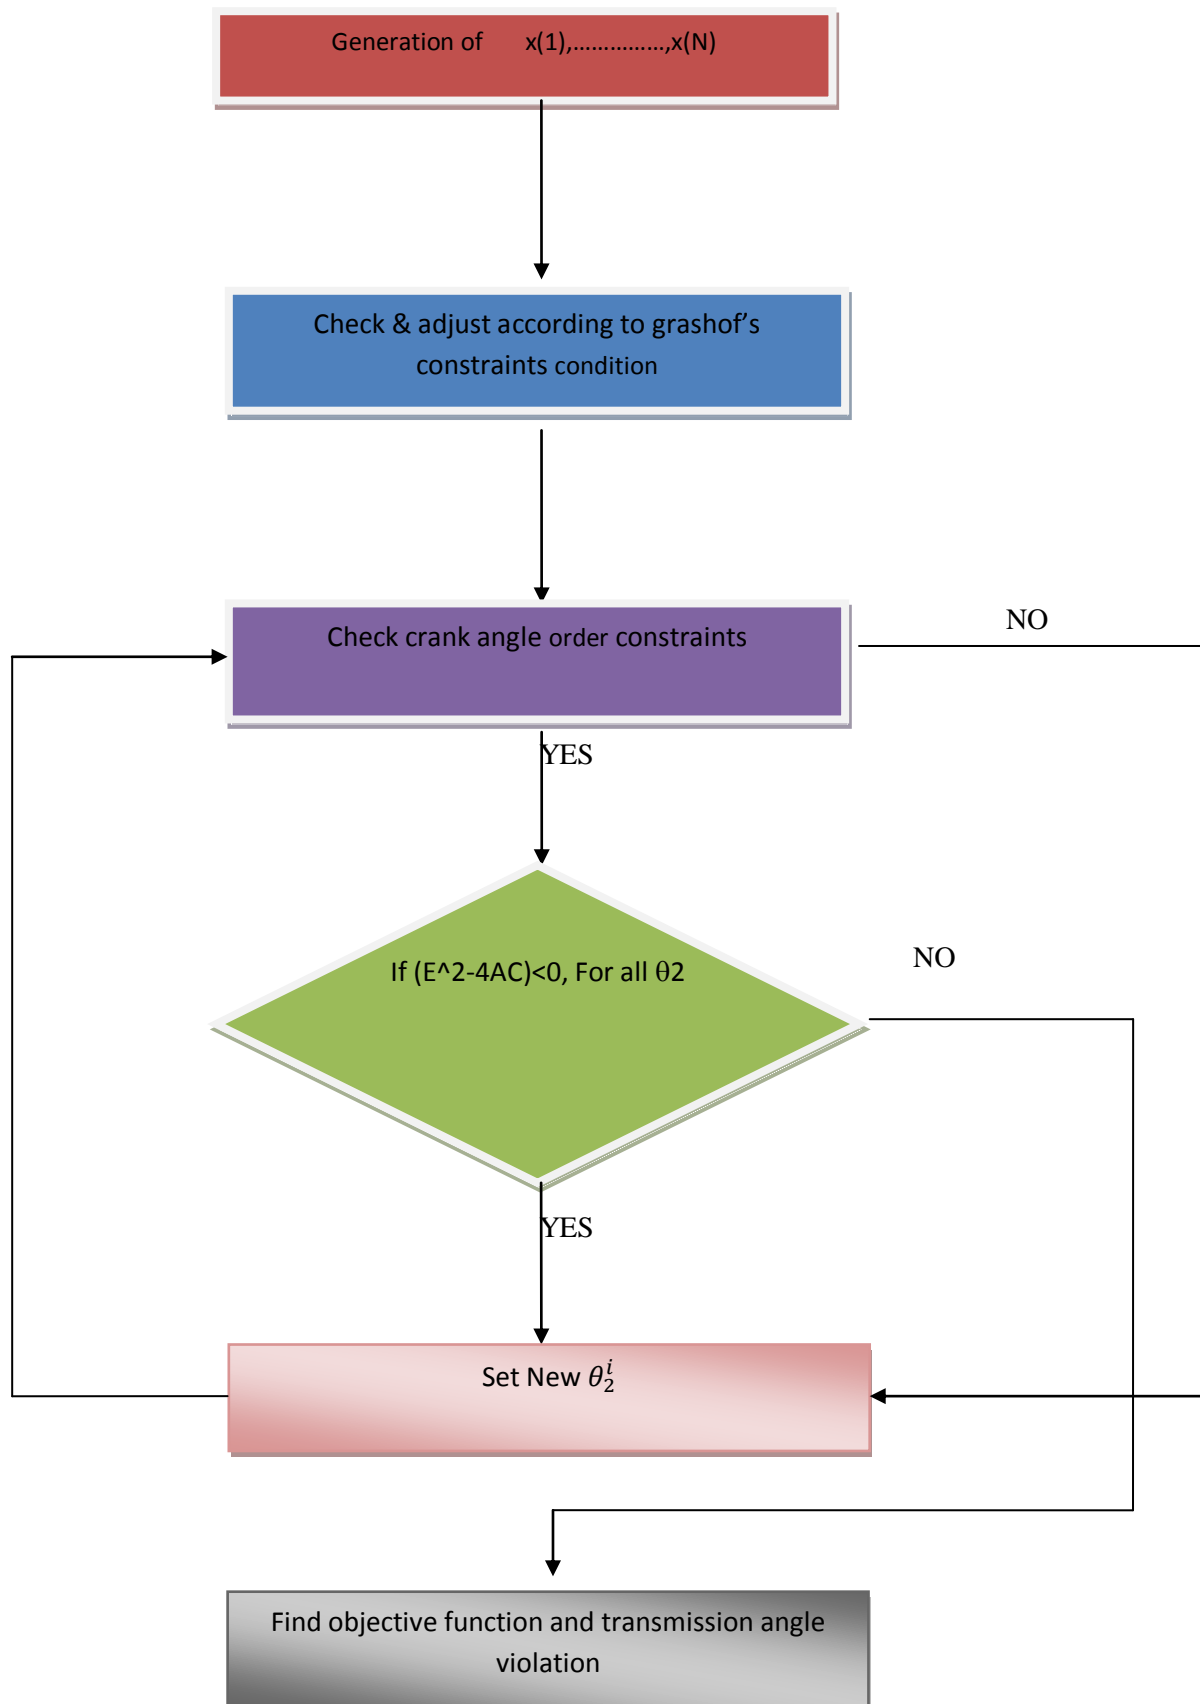 Generation of x(1),……………,x(N)
Check & adjust according to grashof’s
constraints condition
Check crank angle order constraints
NO
YES
If (E^2-4AC)<0, For all θ2
NO
YES
Set New θ₂ⁱ
Find objective function and transmission angle
violation